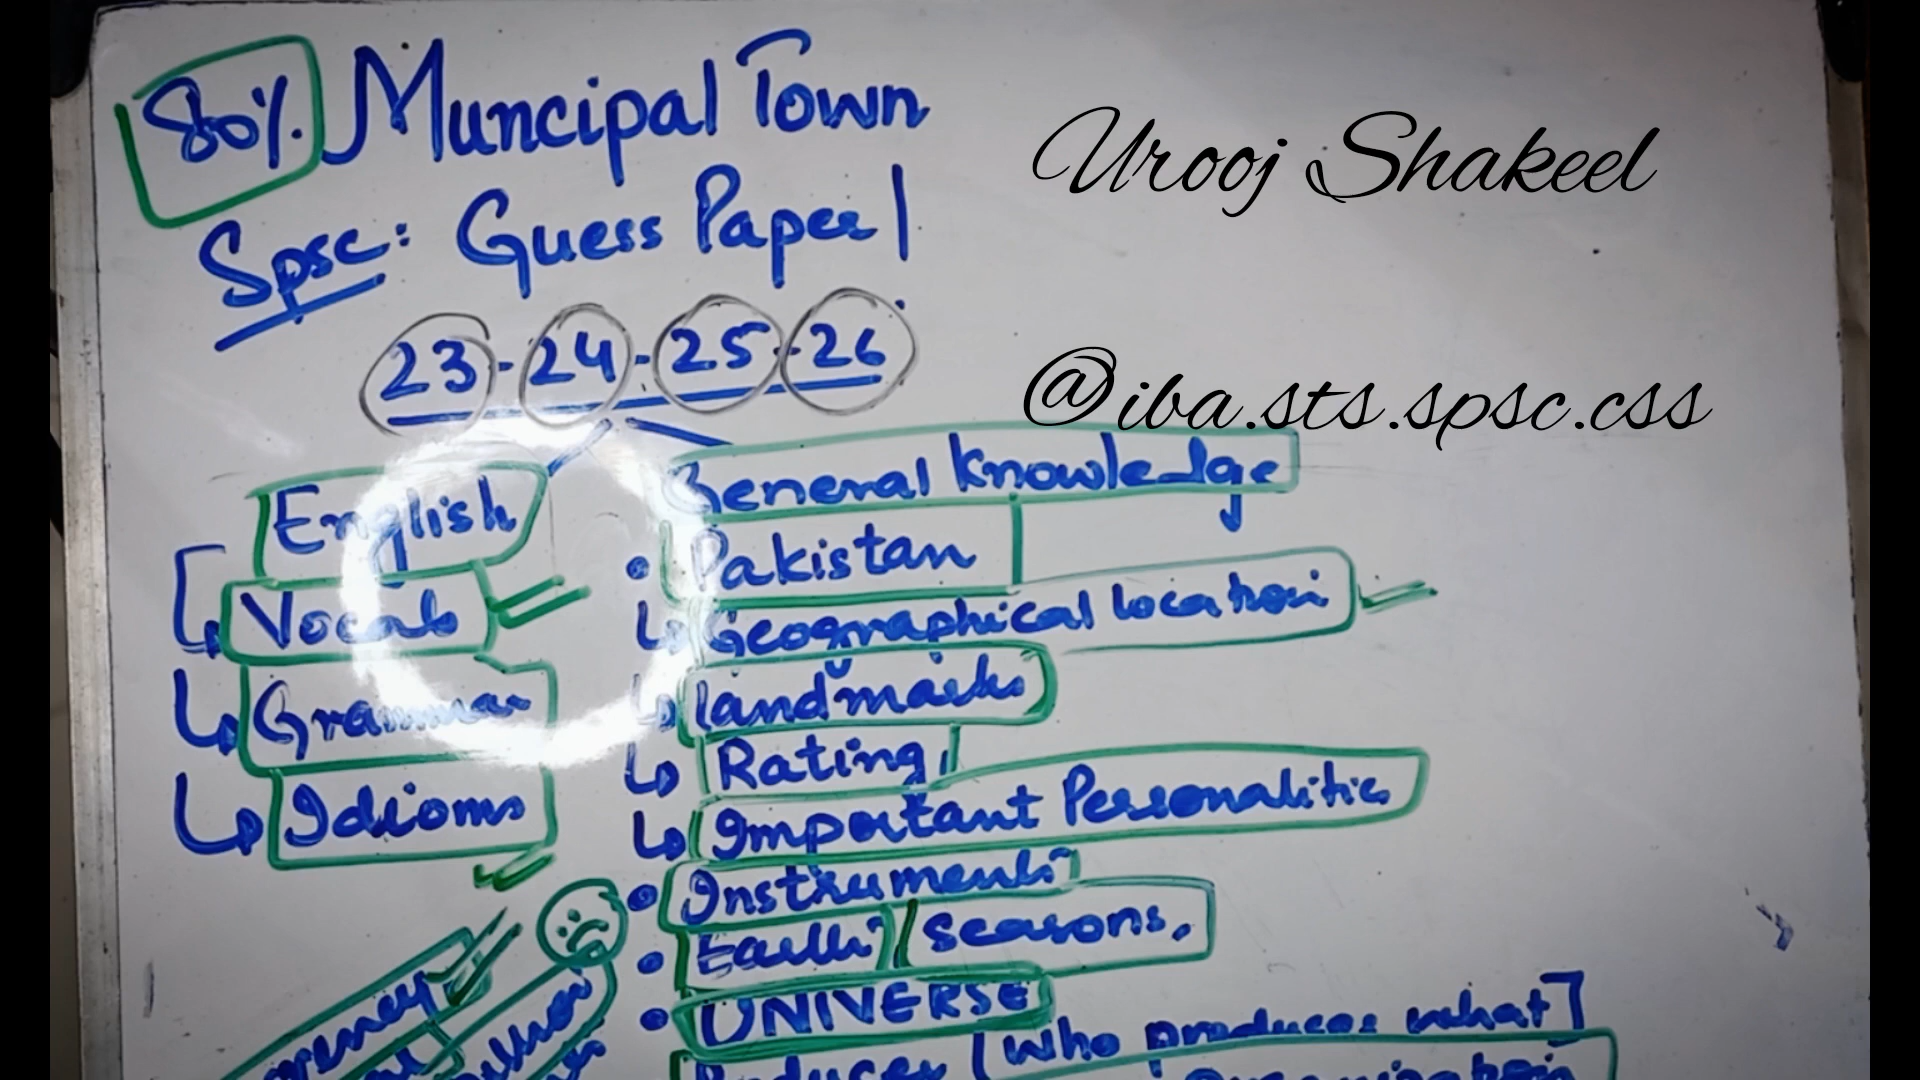 80% Muncipal Town
Spsc: Guess Paper |
23-24-25-26
Urooj Shakeel
@iba.sts.spsc.css
English
Vocab
Grammar
Idioms
General knowledge
Pakistan
Geographical location
landmarks
Rating
Important Personalities
Instruments
Earth / seasons.
UNIVERSE
[who produces what]